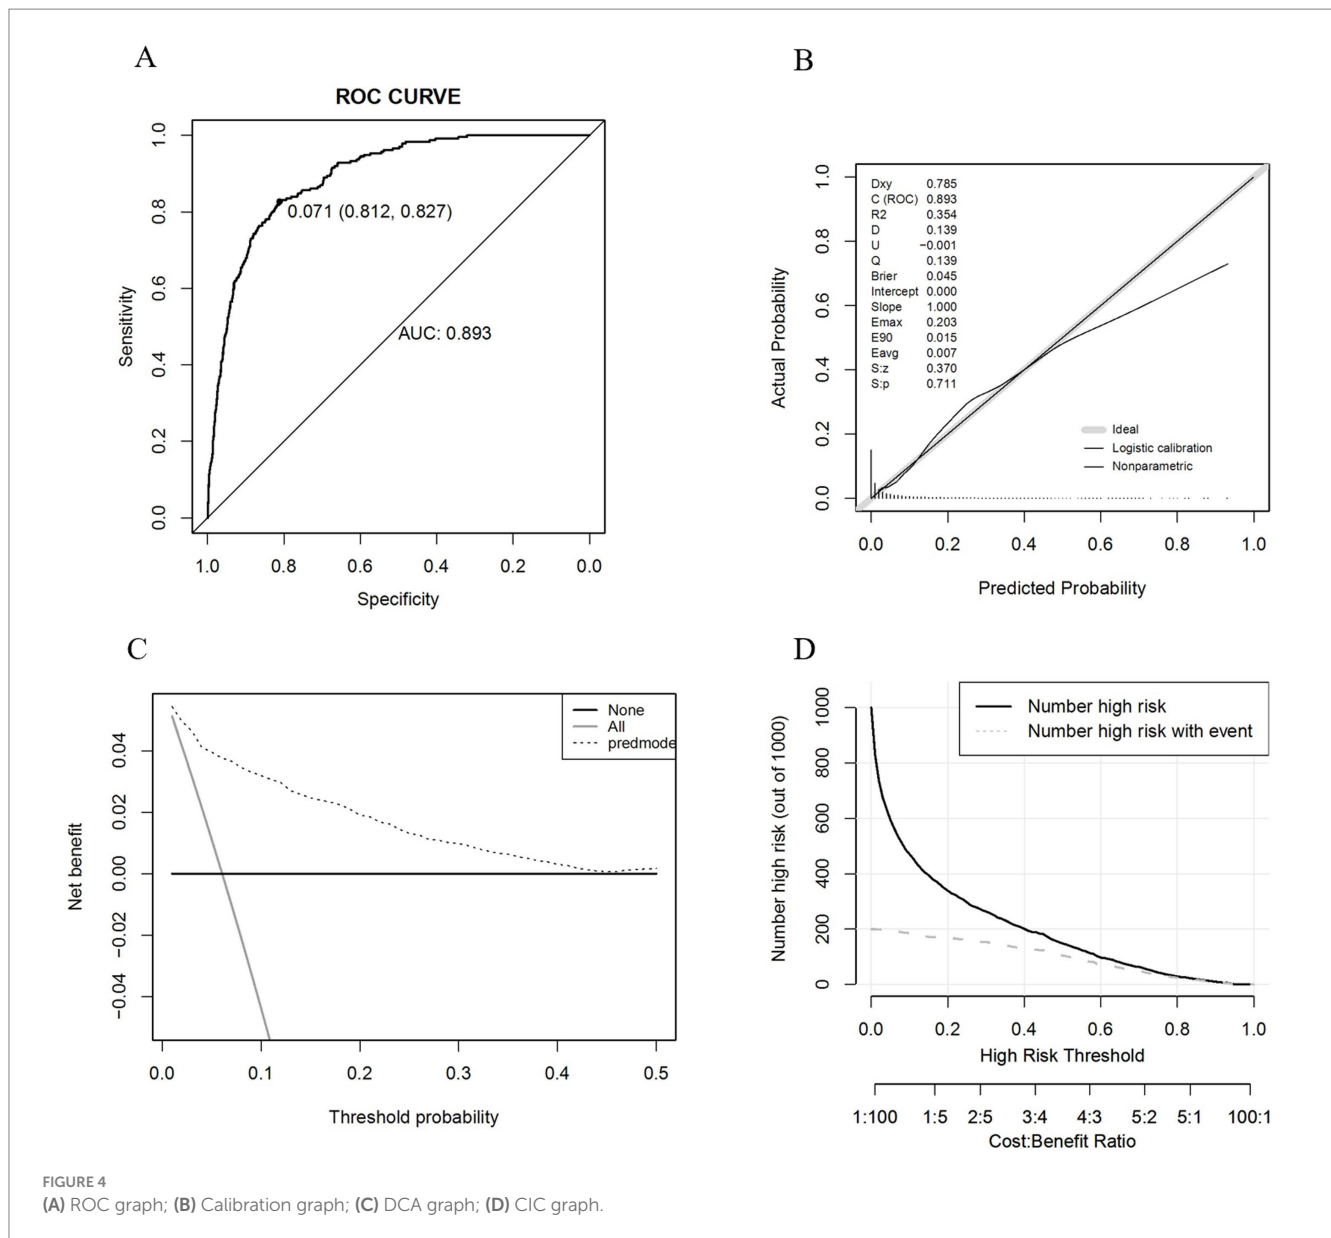 A
ROC CURVE
1.0
0.8
0.6
0.4
0.2
0.0
Sensitivity
0.071 (0.812, 0.827)
AUC: 0.893
1.0 0.8 0.6 0.4 0.2 0.0
Specificity
B
1.0
0.8
0.6
0.4
0.2
0.0
Actual Probability
Dxy 0.785
C (ROC) 0.893
R2 0.354
D 0.139
U −0.001
Q 0.139
Brier 0.045
Intercept 0.000
Slope 1.000
Emax 0.203
E90 0.015
Eavg 0.007
S:z 0.370
S:p 0.711
Ideal
Logistic calibration
Nonparametric
0.0 0.2 0.4 0.6 0.8 1.0
Predicted Probability
C
0.04
0.02
0.00
−0.02
−0.04
Net benefit
None
All
predmode
0.0 0.1 0.2 0.3 0.4 0.5
Threshold probability
D
1000
800
600
400
200
0
Number high risk (out of 1000)
Number high risk
Number high risk with event
0.0 0.2 0.4 0.6 0.8 1.0
High Risk Threshold
1:100 1:5 2:5 3:4 4:3 5:2 5:1 100:1
Cost:Benefit Ratio
FIGURE 4
(A) ROC graph; (B) Calibration graph; (C) DCA graph; (D) CIC graph.